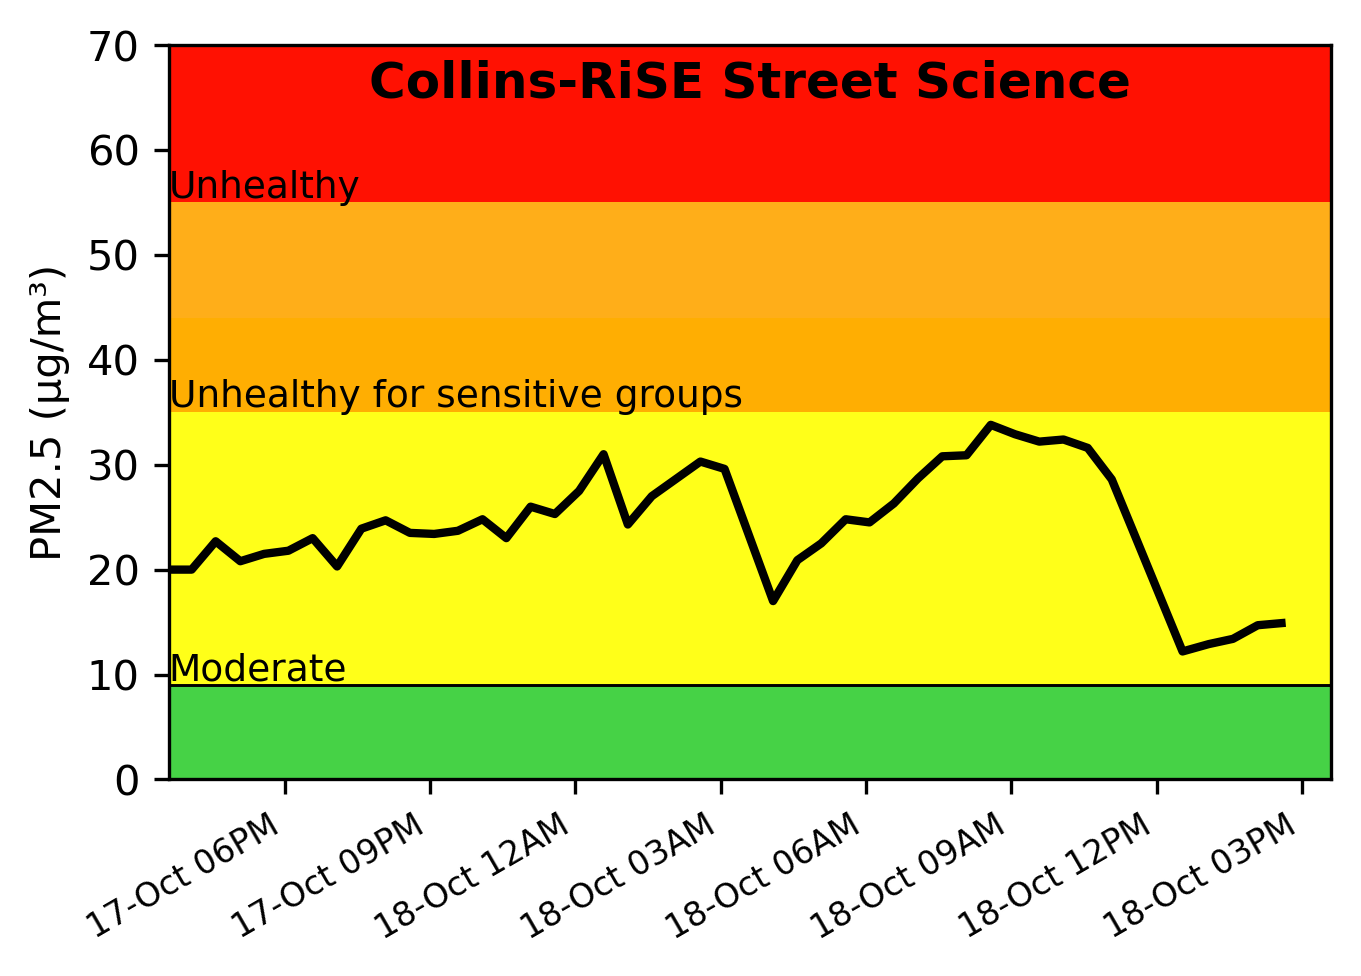 Collins-RiSE Street Science
PM2.5 (µg/m³)
70
60
Unhealthy
50
40
Unhealthy for sensitive groups
30
20
Moderate
10
0
17-Oct 06PM
17-Oct 09PM
18-Oct 12AM
18-Oct 03AM
18-Oct 06AM
18-Oct 09AM
18-Oct 12PM
18-Oct 03PM